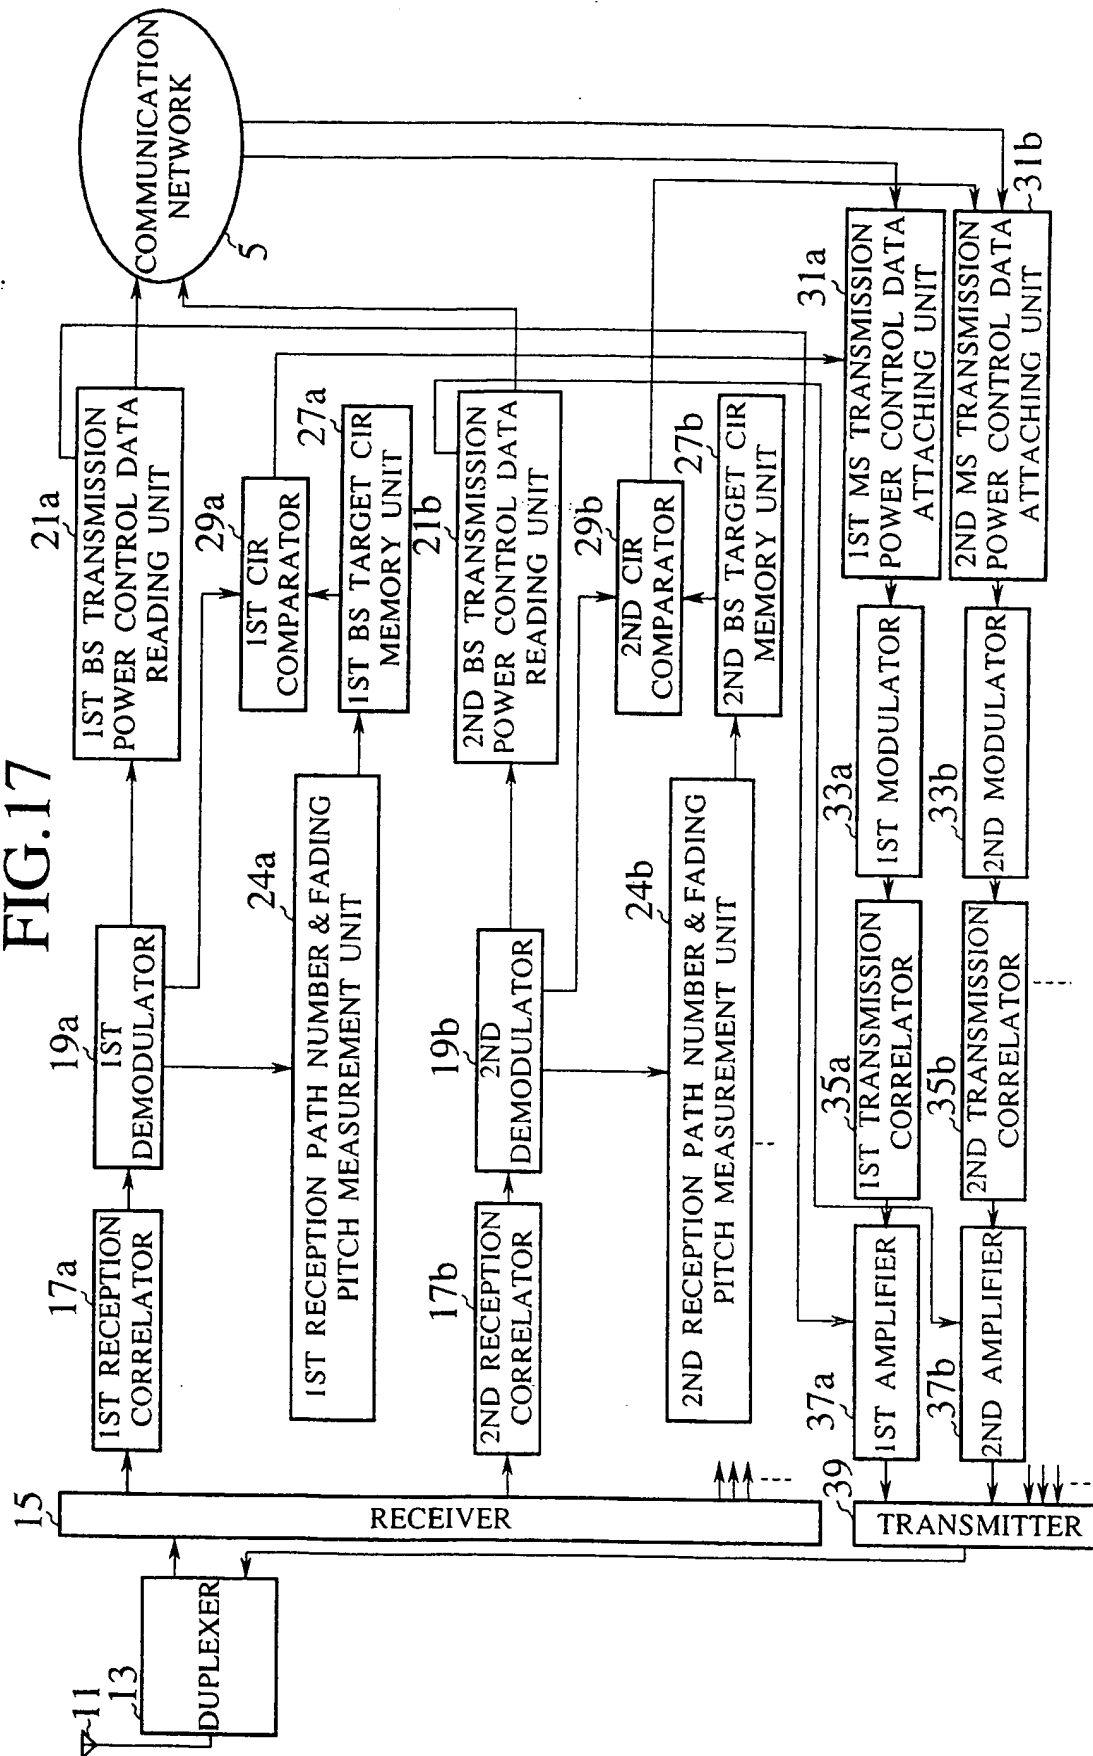 FIG.17
11
13
DUPLEXER
15
RECEIVER
17a
1ST RECEPTION
CORRELATOR
19a
1ST
DEMODULATOR
21a
1ST BS TRANSMISSION
POWER CONTROL DATA
READING UNIT
COMMUNICATION
NETWORK
5
24a
1ST RECEPTION PATH NUMBER & FADING
PITCH MEASUREMENT UNIT
29a
1ST CIR
COMPARATOR
27a
1ST BS TARGET CIR
MEMORY UNIT
17b
2ND RECEPTION
CORRELATOR
19b
2ND
DEMODULATOR
21b
2ND BS TRANSMISSION
POWER CONTROL DATA
READING UNIT
24b
2ND RECEPTION PATH NUMBER & FADING
PITCH MEASUREMENT UNIT
29b
2ND CIR
COMPARATOR
27b
2ND BS TARGET CIR
MEMORY UNIT
39
TRANSMITTER
37a
1ST AMPLIFIER
35a
1ST TRANSMISSION
CORRELATOR
33a
1ST MODULATOR
31a
1ST MS TRANSMISSION
POWER CONTROL DATA
ATTACHING UNIT
37b
2ND AMPLIFIER
35b
2ND TRANSMISSION
CORRELATOR
33b
2ND MODULATOR
31b
2ND MS TRANSMISSION
POWER CONTROL DATA
ATTACHING UNIT